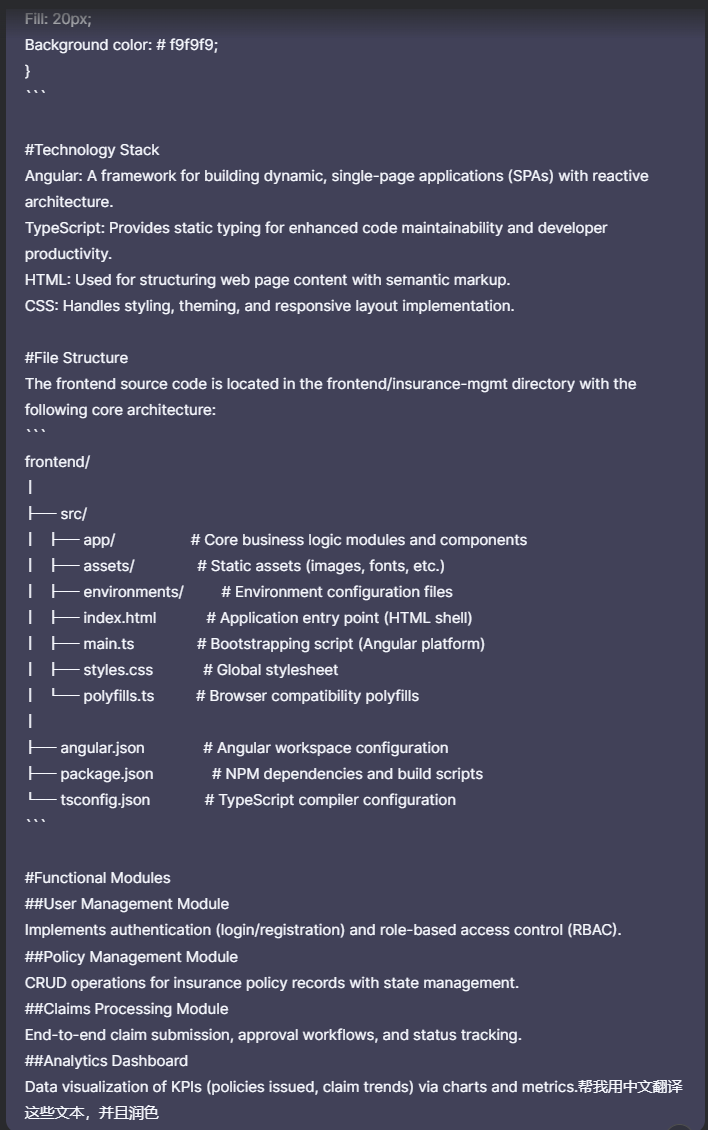 Fill: 20px;
Background color: # f9f9f9;
}
```
#Technology Stack
Angular: A framework for building dynamic, single-page applications (SPAs) with reactive
architecture.
TypeScript: Provides static typing for enhanced code maintainability and developer
productivity.
HTML: Used for structuring web page content with semantic markup.
CSS: Handles styling, theming, and responsive layout implementation.
#File Structure
The frontend source code is located in the frontend/insurance-mgmt directory with the
following core architecture:
```
frontend/
│
├── src/
│   ├── app/                  # Core business logic modules and components
│   ├── assets/               # Static assets (images, fonts, etc.)
│   ├── environments/         # Environment configuration files
│   ├── index.html            # Application entry point (HTML shell)
│   ├── main.ts               # Bootstrapping script (Angular platform)
│   ├── styles.css            # Global stylesheet
│   └── polyfills.ts          # Browser compatibility polyfills
│
├── angular.json              # Angular workspace configuration
├── package.json              # NPM dependencies and build scripts
└── tsconfig.json             # TypeScript compiler configuration
```
#Functional Modules
##User Management Module
Implements authentication (login/registration) and role-based access control (RBAC).
##Policy Management Module
CRUD operations for insurance policy records with state management.
##Claims Processing Module
End-to-end claim submission, approval workflows, and status tracking.
##Analytics Dashboard
Data visualization of KPIs (policies issued, claim trends) via charts and metrics.帮我用中文翻译
这些文本，并且润色